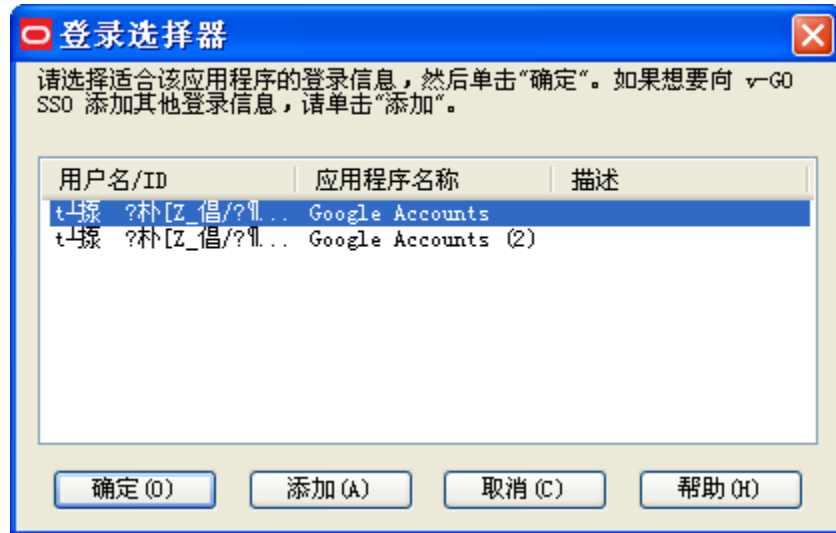 登录选择器
请选择适合该应用程序的登录信息，然后单击“确定”。如果想要向 v-GO
SSO 添加其他登录信息，请单击“添加”。
用户名/ID 应用程序名称 描述
Google Accounts
Google Accounts (2)
确定(O) 添加(A) 取消(C) 帮助(H)